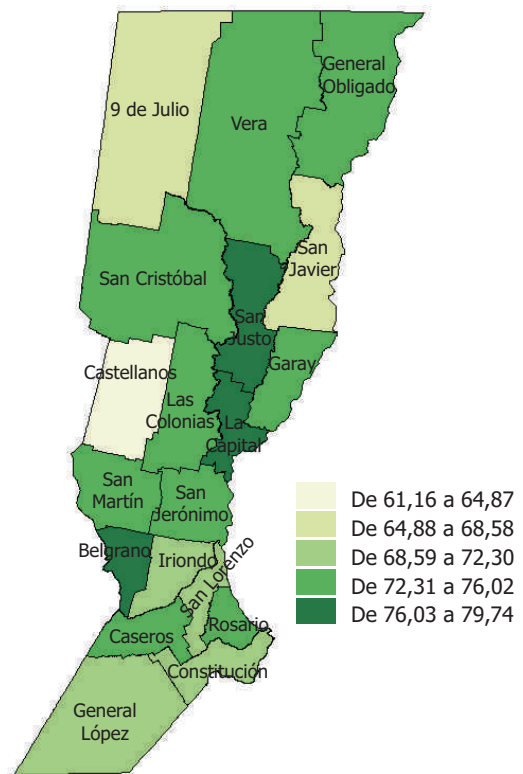 General
Obligado
9 de Julio
Vera
San
Javier
San Cristóbal
San
Justo
Garay
Castellanos
Las
Colonias
La
Capital
San
Martín
San
Jerónimo
Belgrano
Iriondo
San Lorenzo
Rosario
Caseros
Constitución
General
López
De 61,16 a 64,87
De 64,88 a 68,58
De 68,59 a 72,30
De 72,31 a 76,02
De 76,03 a 79,74